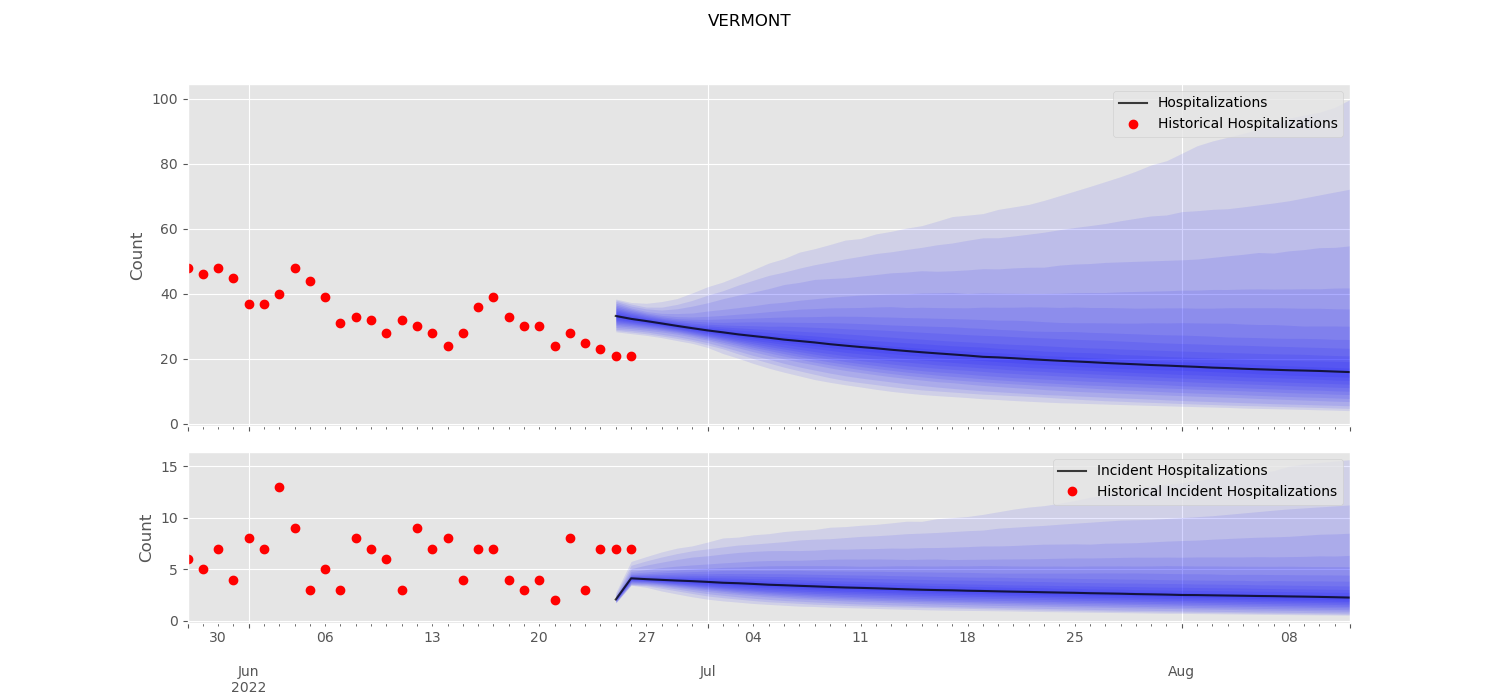 VERMONT
100
80
60
40
20
0
Count
Hospitalizations
Historical Hospitalizations
15
10
5
0
Count
Incident Hospitalizations
Historical Incident Hospitalizations
30 06 13 20 27 04 11 18 25 08
Jun Jul Aug
2022